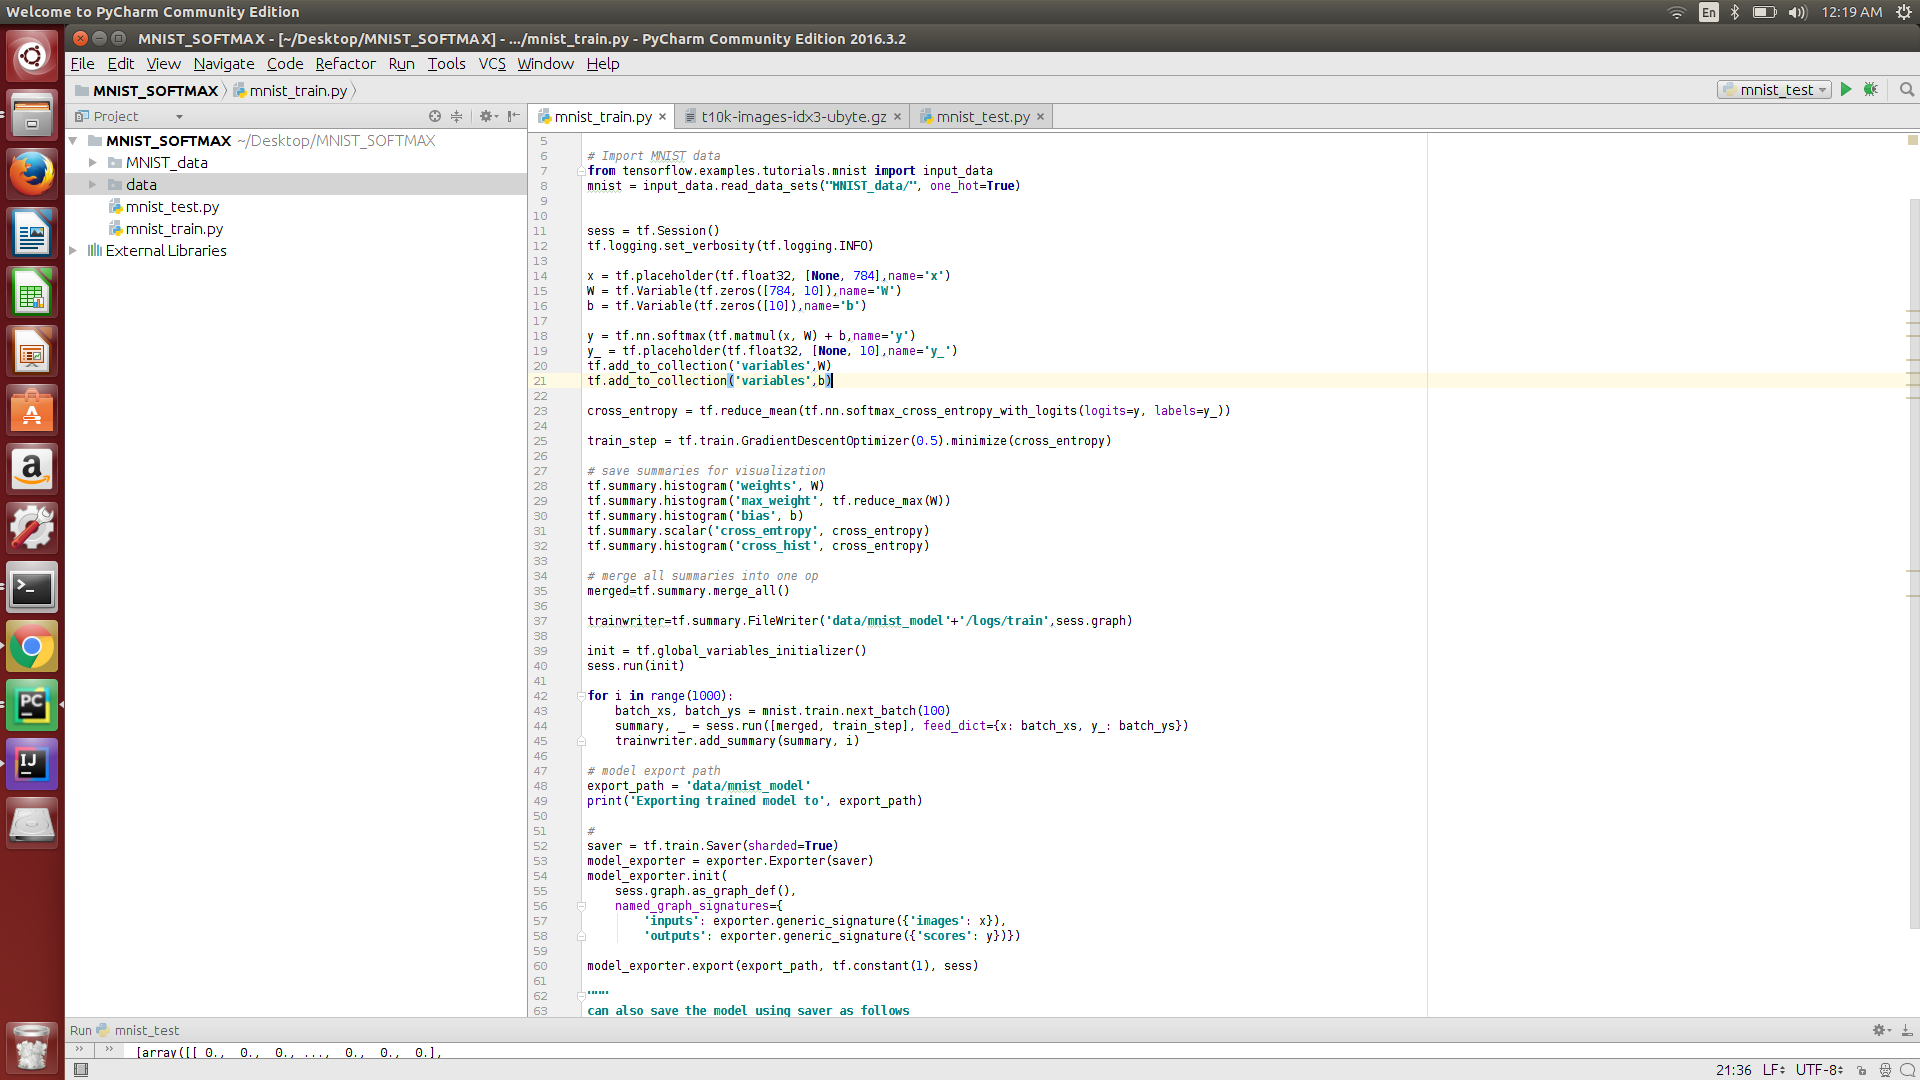 Welcome to PyCharm Community Edition
En
12:19 AM
MNIST_SOFTMAX - [~/Desktop/MNIST_SOFTMAX] - .../mnist_train.py - PyCharm Community Edition 2016.3.2
File Edit View Navigate Code Refactor Run Tools VCS Window Help
MNIST_SOFTMAX mnist_train.py
mnist_test
Project
mnist_train.py × t10k-images-idx3-ubyte.gz × mnist_test.py ×
MNIST_SOFTMAX ~/Desktop/MNIST_SOFTMAX
MNIST_data
data
mnist_test.py
mnist_train.py
External Libraries
a
PC
IJ
5
6 # Import MNIST data
7 from tensorflow.examples.tutorials.mnist import input_data
8 mnist = input_data.read_data_sets("MNIST_data/", one_hot=True)
9
10
11 sess = tf.Session()
12 tf.logging.set_verbosity(tf.logging.INFO)
13
14 x = tf.placeholder(tf.float32, [None, 784],name='x')
15 W = tf.Variable(tf.zeros([784, 10]),name='W')
16 b = tf.Variable(tf.zeros([10]),name='b')
17
18 y = tf.nn.softmax(tf.matmul(x, W) + b,name='y')
19 y_ = tf.placeholder(tf.float32, [None, 10],name='y_')
20 tf.add_to_collection('variables',W)
21 tf.add_to_collection('variables',b)
22
23 cross_entropy = tf.reduce_mean(tf.nn.softmax_cross_entropy_with_logits(logits=y, labels=y_))
24
25 train_step = tf.train.GradientDescentOptimizer(0.5).minimize(cross_entropy)
26
27 # save summaries for visualization
28 tf.summary.histogram('weights', W)
29 tf.summary.histogram('max_weight', tf.reduce_max(W))
30 tf.summary.histogram('bias', b)
31 tf.summary.scalar('cross_entropy', cross_entropy)
32 tf.summary.histogram('cross_hist', cross_entropy)
33
34 # merge all summaries into one op
35 merged=tf.summary.merge_all()
36
37 trainwriter=tf.summary.FileWriter('data/mnist_model'+'/logs/train',sess.graph)
38
39 init = tf.global_variables_initializer()
40 sess.run(init)
41
42 for i in range(1000):
43 batch_xs, batch_ys = mnist.train.next_batch(100)
44 summary, _ = sess.run([merged, train_step], feed_dict={x: batch_xs, y_: batch_ys})
45 trainwriter.add_summary(summary, i)
46
47 # model export path
48 export_path = 'data/mnist_model'
49 print('Exporting trained model to', export_path)
50
51 #
52 saver = tf.train.Saver(sharded=True)
53 model_exporter = exporter.Exporter(saver)
54 model_exporter.init(
55 sess.graph.as_graph_def(),
56 named_graph_signatures={
57 'inputs': exporter.generic_signature({'images': x}),
58 'outputs': exporter.generic_signature({'scores': y})})
59
60 model_exporter.export(export_path, tf.constant(1), sess)
61
62 """
63 can also save the model using saver as follows
Run mnist_test
[array([[ 0., 0., 0., ..., 0., 0., 0.],
21:36 LF UTF-8